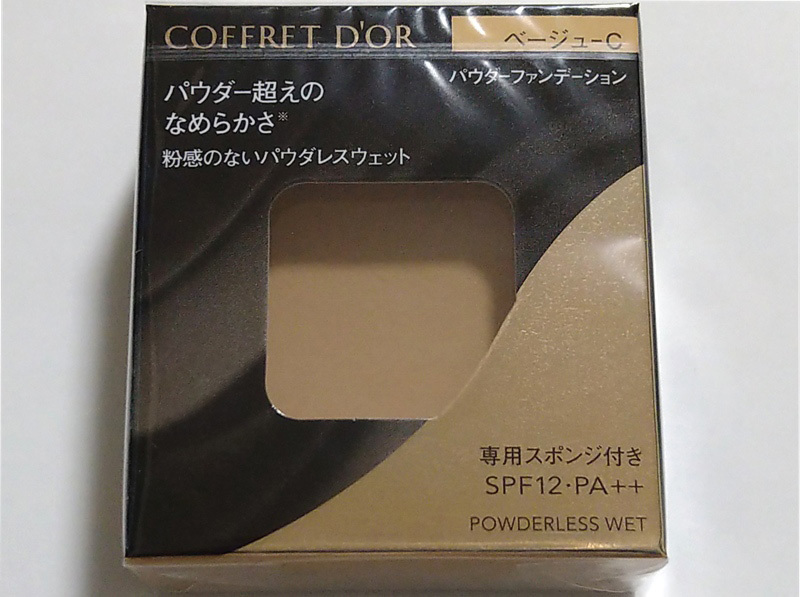 COFFRET D'OR
ベージュ-C
パウダーファンデーション
パウダー超えの
なめらかさ※
粉感のないパウダレスウェット
専用スポンジ付き
SPF12・PA++
POWDERLESS WET